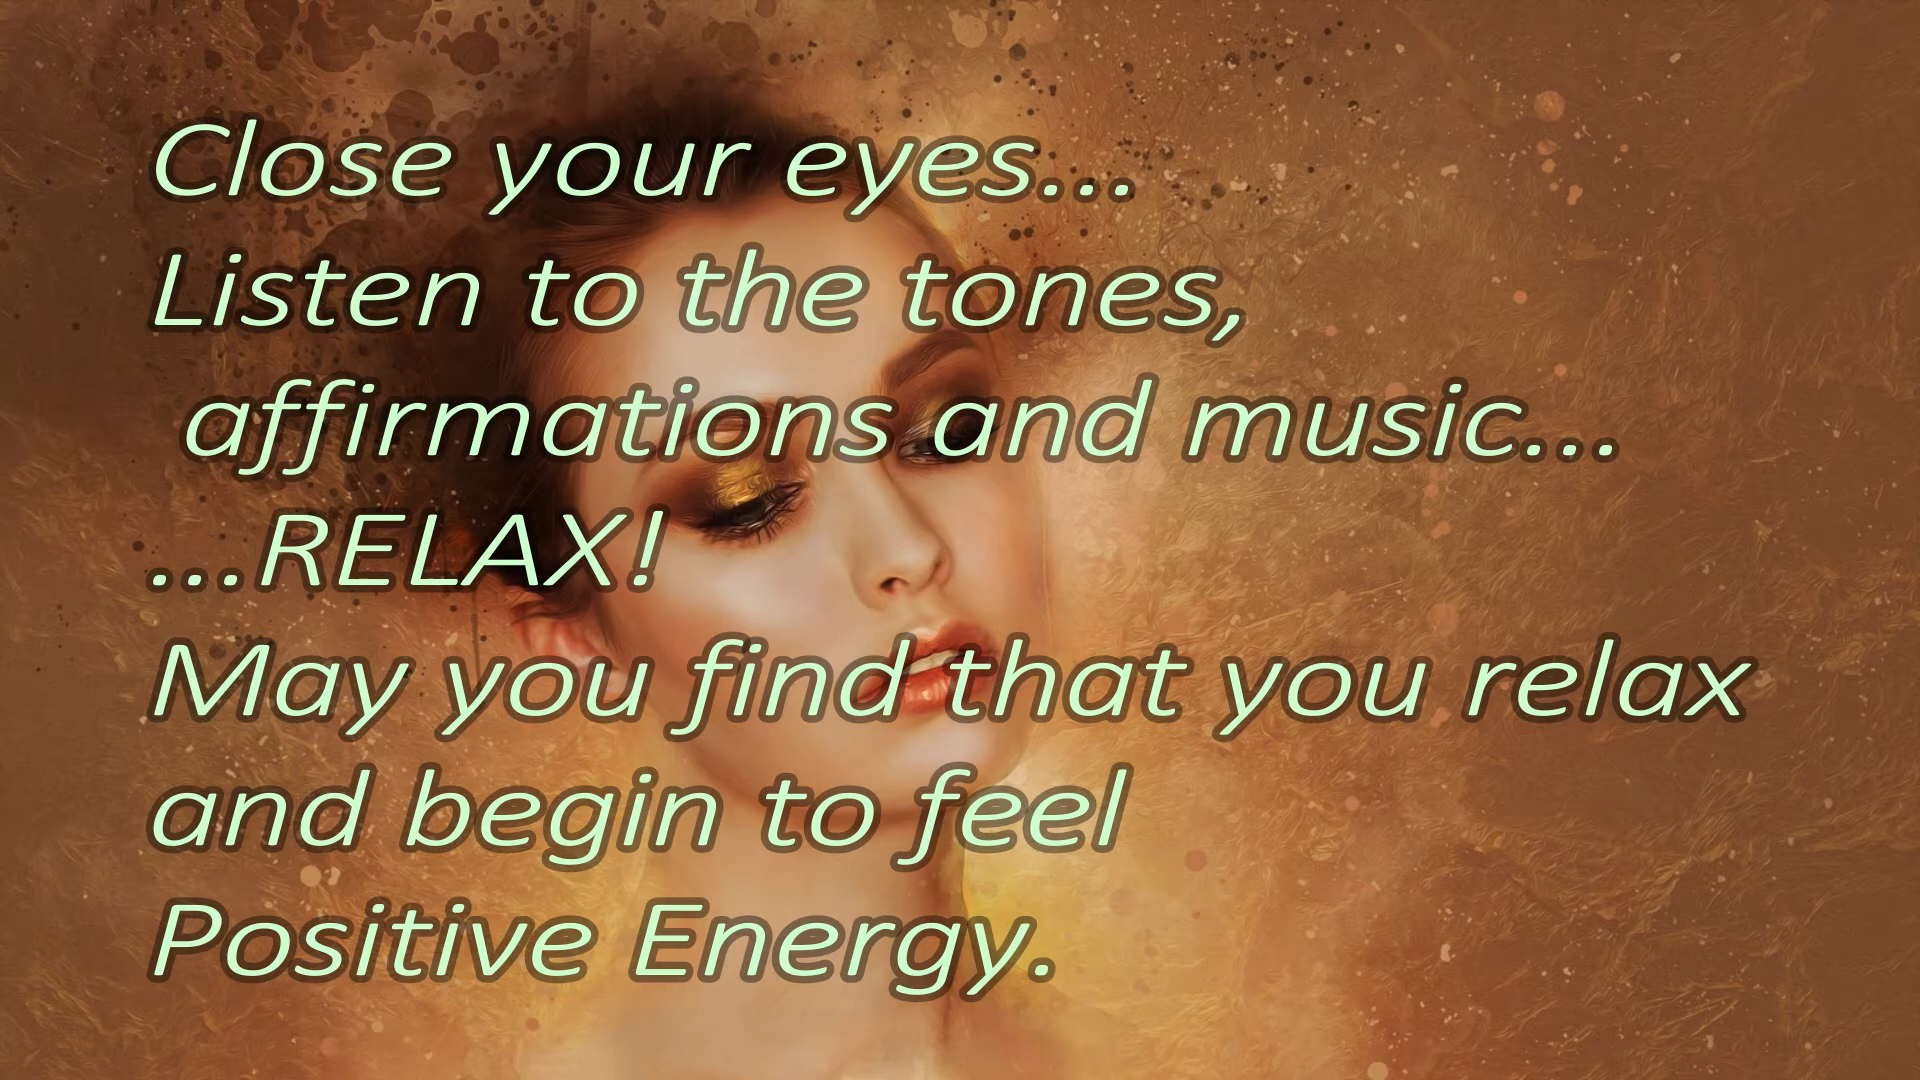 Close your eyes...
Listen to the tones,
affirmations and music...
...RELAX!
May you find that you relax
and begin to feel
Positive Energy.